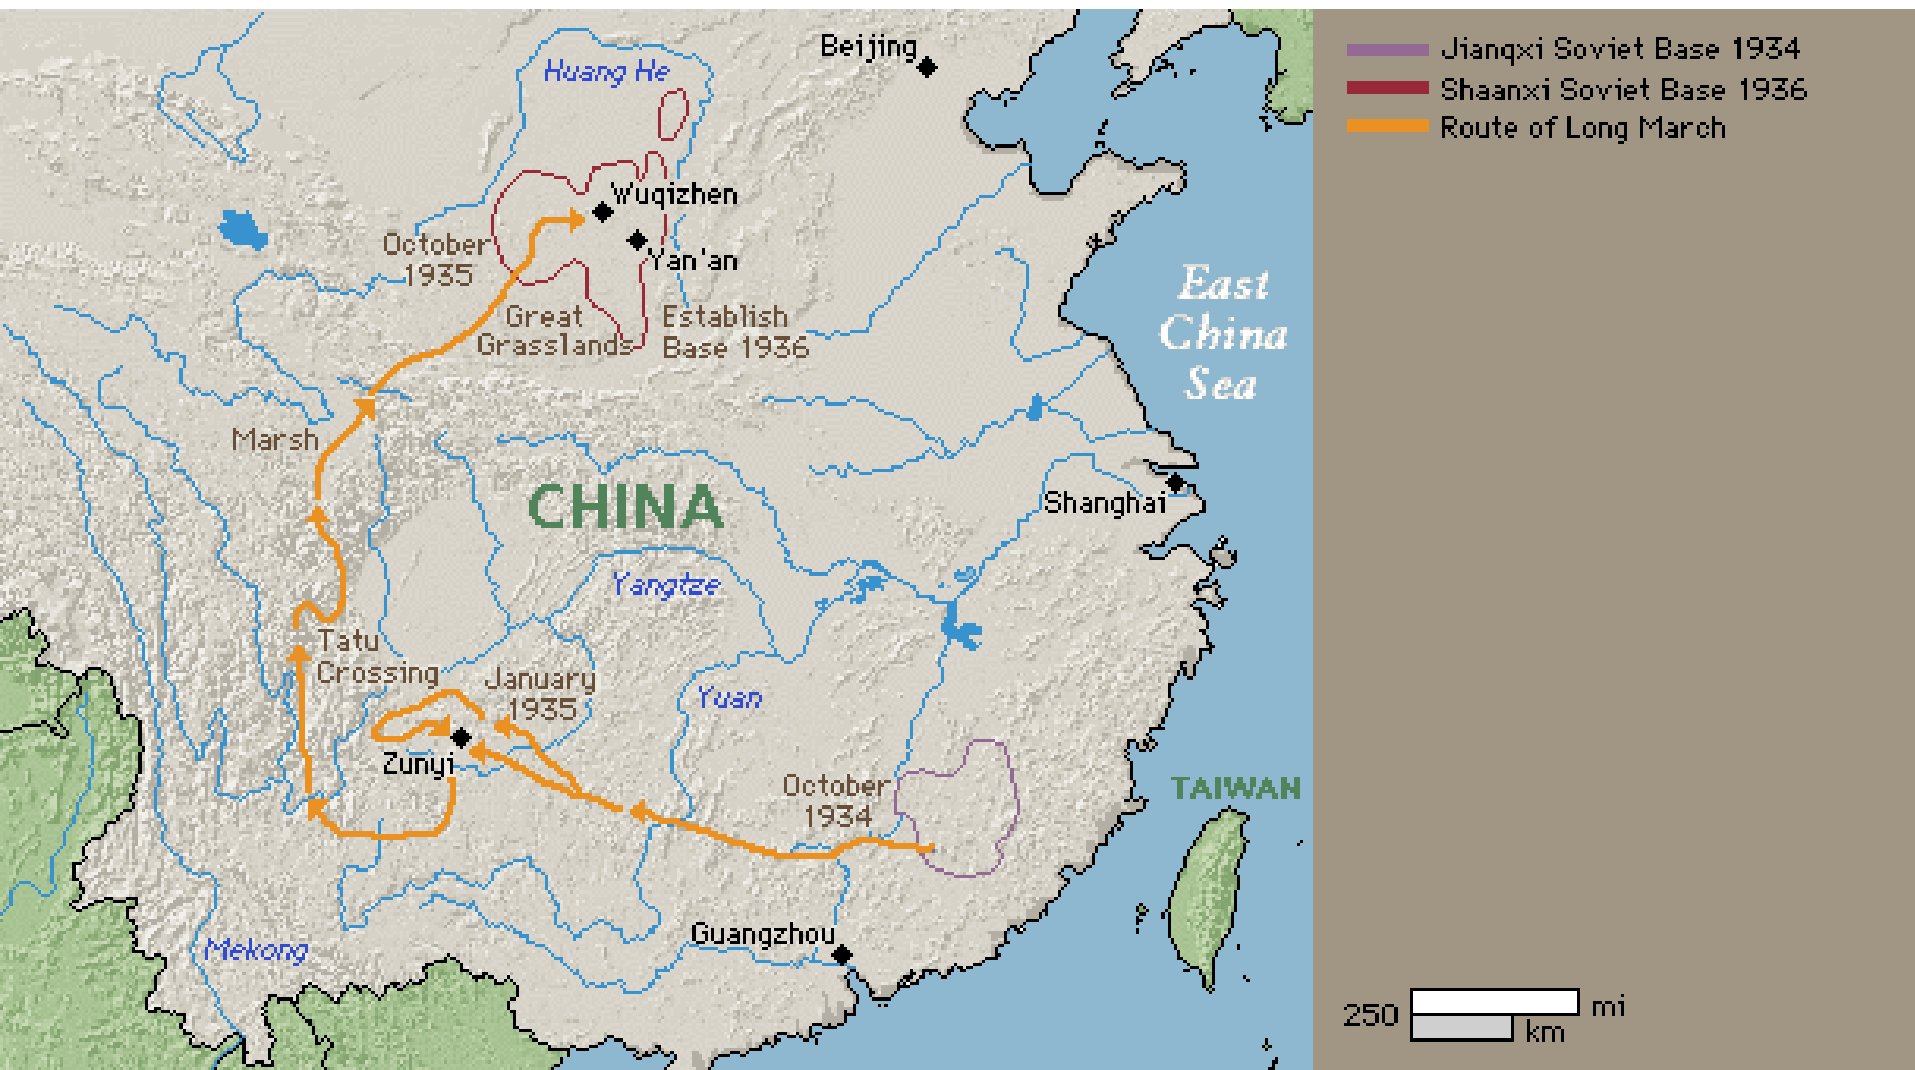 Beijing
Huang He
Wuqizhen
October
1935
Yan'an
Great
Grasslands
Establish
Base 1936
East
China
Sea
Marsh
CHINA
Shanghai
Yangtze
Tatu
Crossing
January
1935
Yuan
Zunyi
October
1934
TAIWAN
Guangzhou
Mekong
Jianqxi Soviet Base 1934
Shaanxi Soviet Base 1936
Route of Long March
250
mi
km